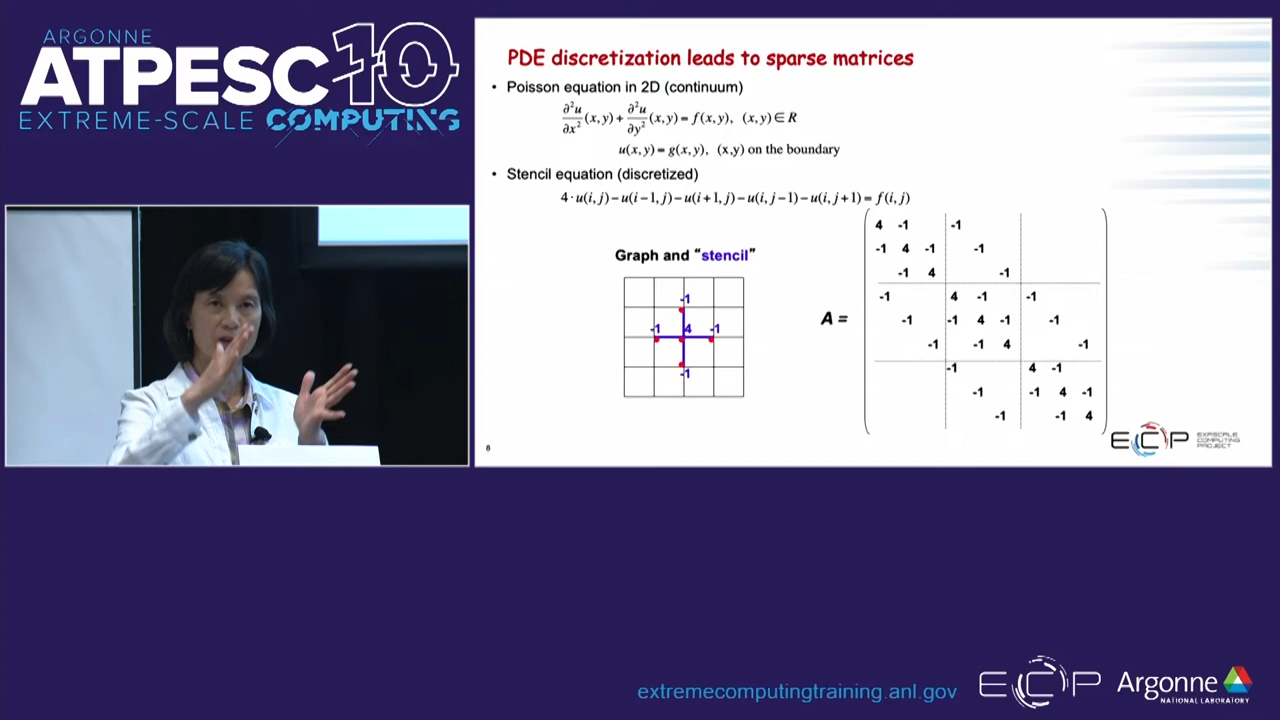 ARGONNE
ATPESC 10
EXTREME-SCALE COMPUTING
PDE discretization leads to sparse matrices
• Poisson equation in 2D (continuum)
∂²u/∂x² (x,y) + ∂²u/∂y² (x,y) = f(x,y), (x,y) ∈ R
u(x,y) = g(x,y), (x,y) on the boundary
• Stencil equation (discretized)
4·u(i,j) − u(i−1,j) − u(i+1,j) − u(i,j−1) − u(i,j+1) = f(i,j)
Graph and “stencil”
-1
-1 4 -1
-1
A =
4 -1 -1
-1 4 -1 -1
-1 4 -1
-1 4 -1 -1
-1 -1 4 -1 -1
-1 -1 4 -1
-1 4 -1
-1 -1 4 -1
-1 -1 4
8
ECP EXASCALE COMPUTING PROJECT
extremecomputingtraining.anl.gov
ECP
Argonne
NATIONAL LABORATORY